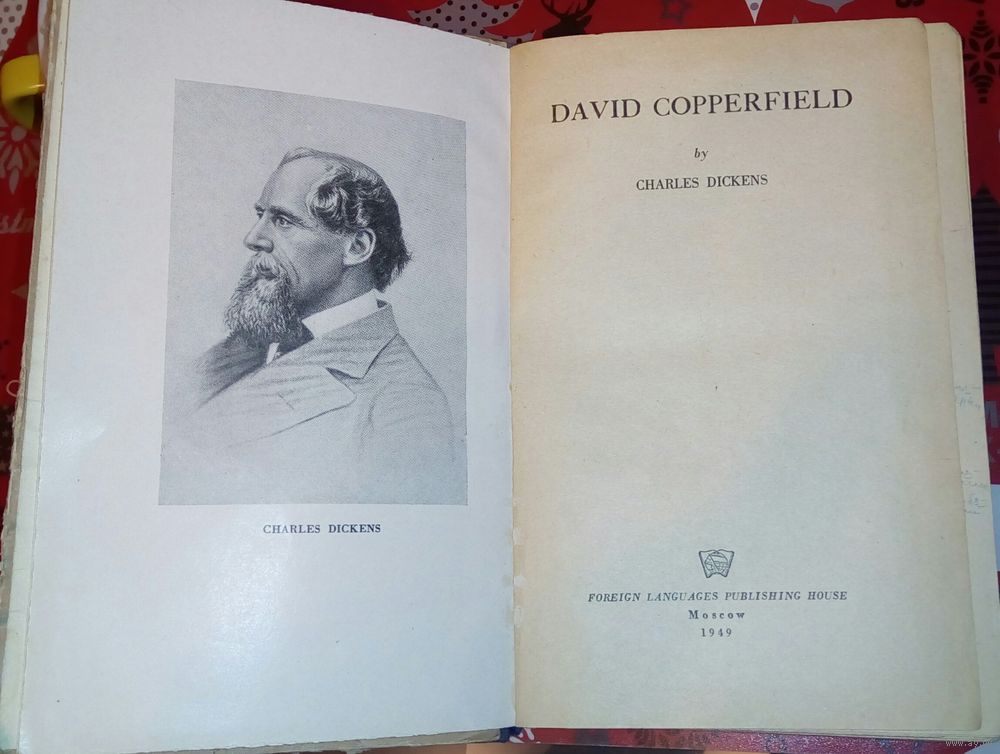 CHARLES DICKENS
DAVID COPPERFIELD
by
CHARLES DICKENS
FOREIGN LANGUAGES PUBLISHING HOUSE
Moscow
1949